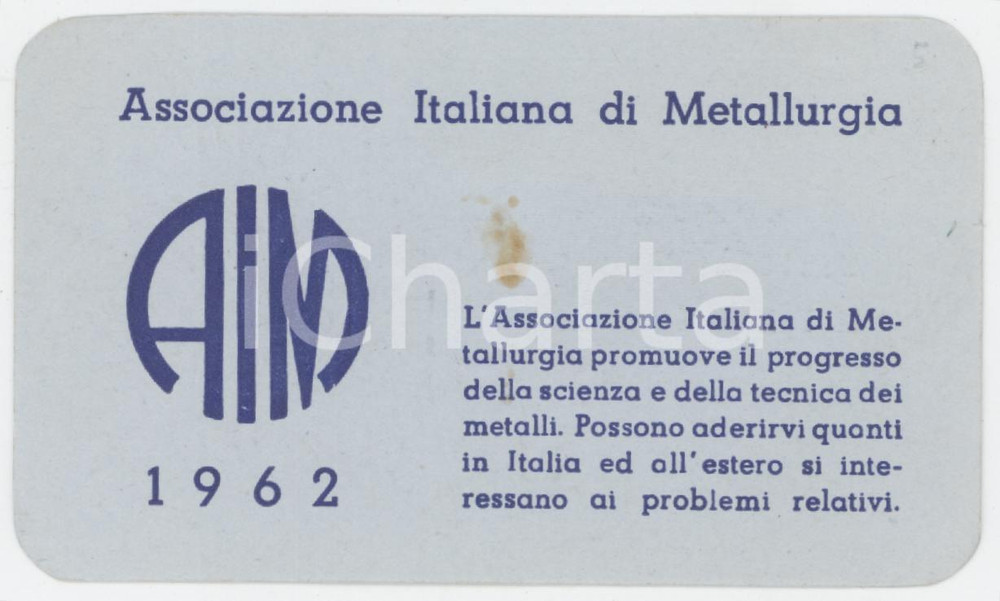 Associazione Italiana di Metallurgia
AIM
iCharta
L'Associazione Italiana di Me-
tallurgia promuove il progresso
della scienza e della tecnica dei
metalli. Possono aderirvi quanti
in Italia ed all'estero si inte-
ressano ai problemi relativi.
1962